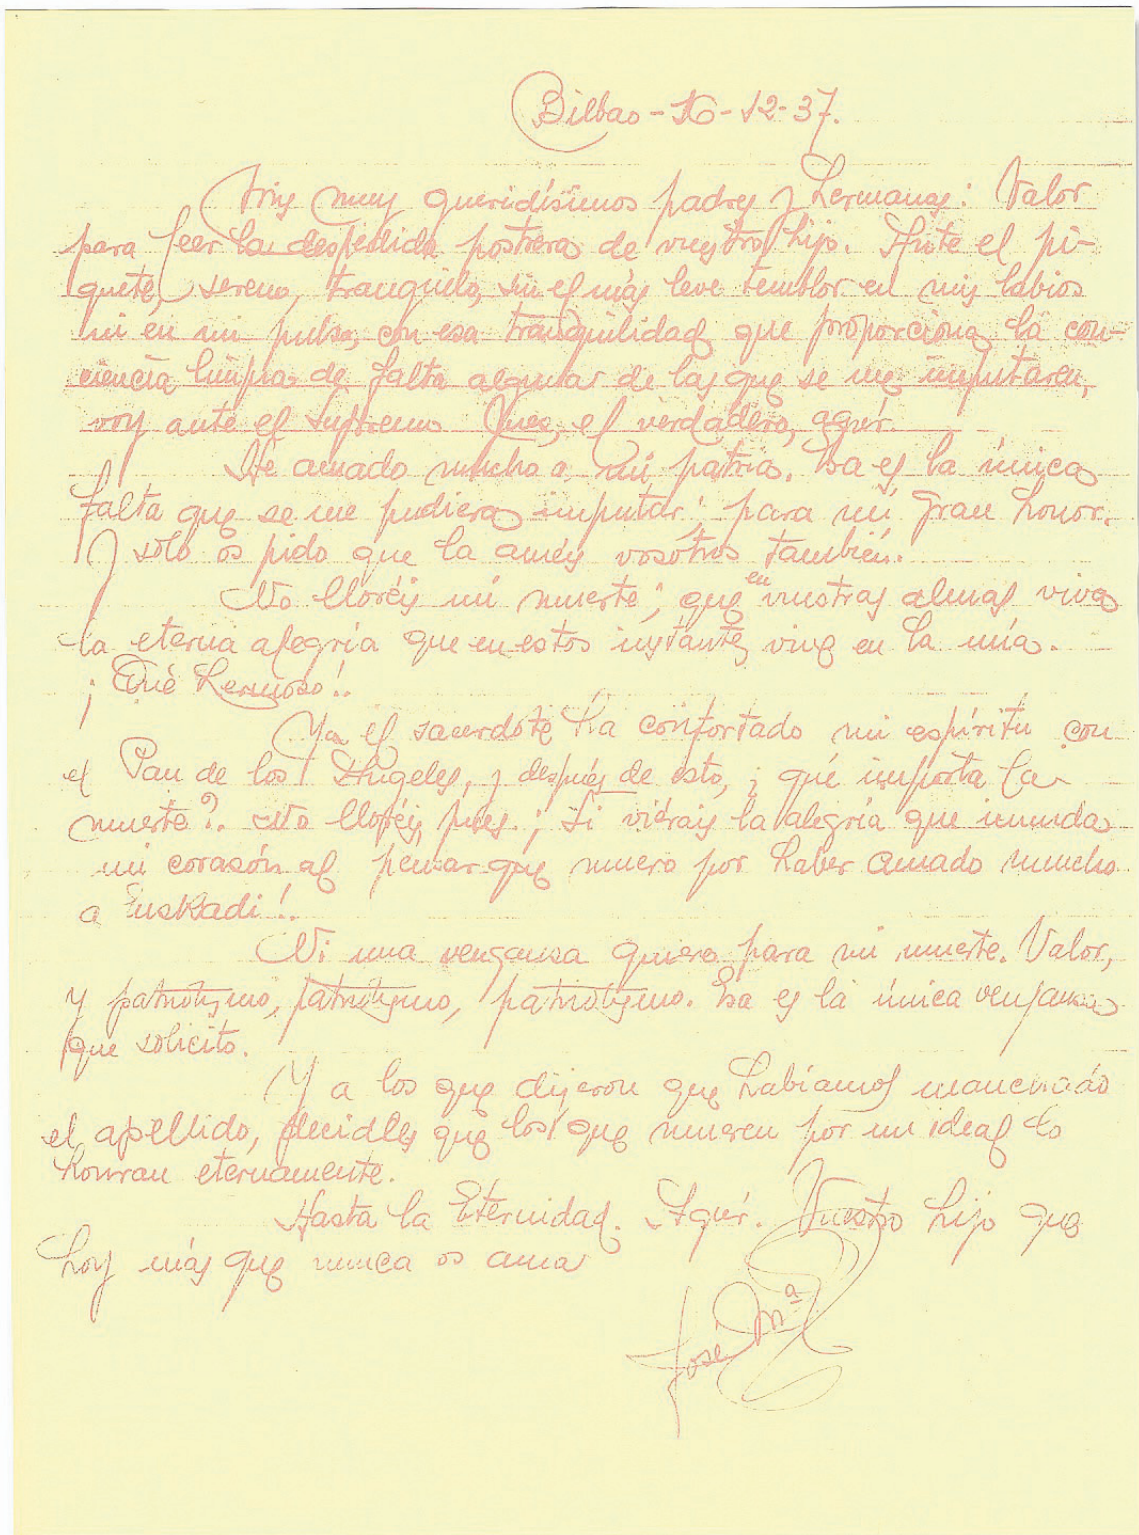 Bilbao - 16 - 12 - 37.
Mis muy queridísimos padres y hermanas: Valor
para leer la despedida postrera de vuestro hijo. Ante el pi-
quete, sereno, tranquilo, sin el más leve temblor en mis labios
ni en mi pulso, con esa tranquilidad que proporciona la con-
ciencia limpia de falta alguna de las que se me imputaren,
voy ante el Supremo Juez, el verdadero, agur.
He amado mucho a mi patria. Esa es la única
falta que se me pudiera imputar; para mí gran honor.
Y sólo os pido que la améis vosotros también.
No lloréis mi muerte; que en vuestras almas viva
la eterna alegría que en estos instantes vive en la mía.
¡Qué hermoso!.
Ya el sacerdote ha confortado mi espíritu con
el Pan de los Angeles, y después de esto, ¿qué importa la
muerte?. No lloréis, pues. ¡Si viérais la alegría que inunda
mi corazón al pensar que muero por haber amado mucho
a Euskadi!.
Ni una venganza quiero para mi muerte. Valor,
y patriotismo, patriotismo, patriotismo. Esa es la única venganza
que solicito.
Y a los que dijeron que habíamos manchado
el apellido, decidles que los que mueren por un ideal lo
honran eternamente.
Hasta la Eternidad. Agur. Vuestro hijo que
hoy más que nunca os ama
José Mª